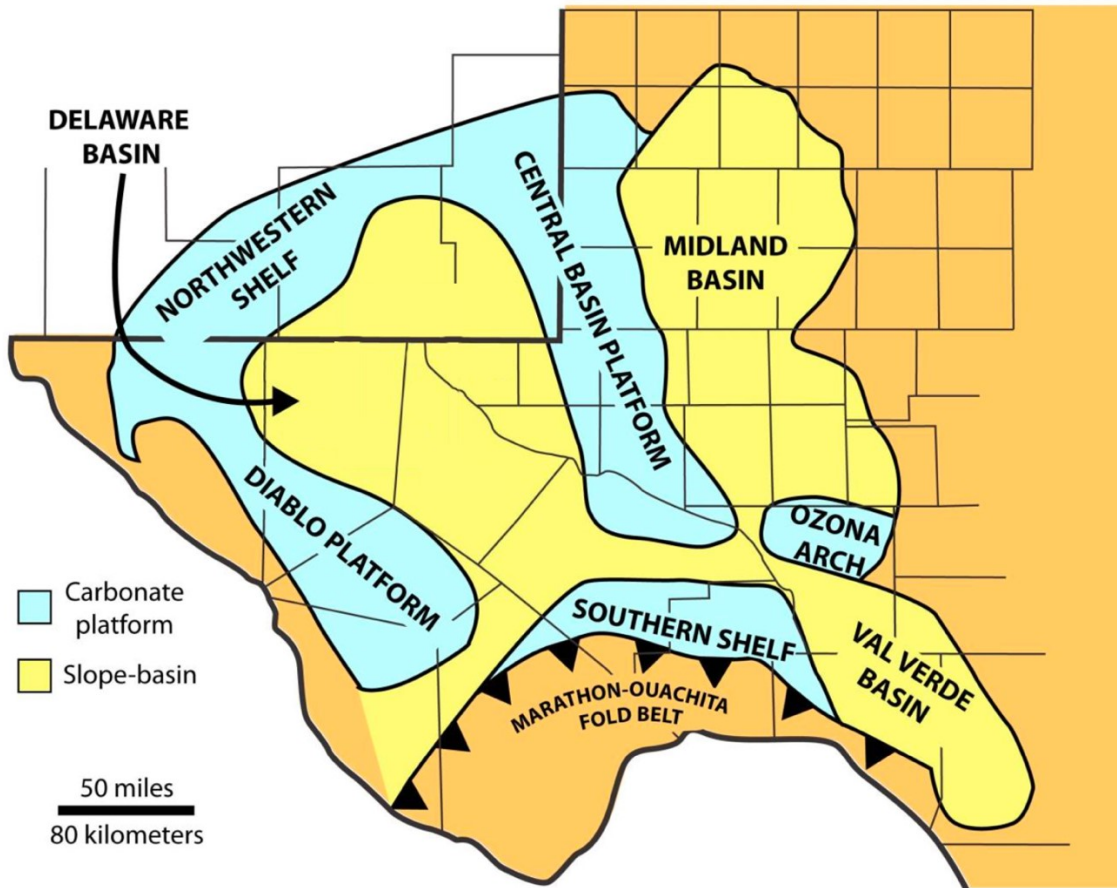 DELAWARE
BASIN
NORTHWESTERN
SHELF
CENTRAL BASIN PLATFORM
MIDLAND
BASIN
DIABLO PLATFORM
OZONA
ARCH
SOUTHERN SHELF
VAL VERDE
BASIN
MARATHON-OUACHITA
FOLD BELT
Carbonate
platform
Slope-basin
50 miles
80 kilometers